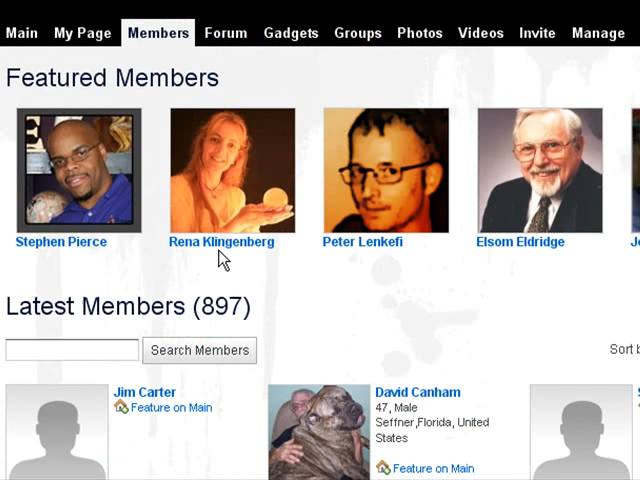 Main My Page Members Forum Gadgets Groups Photos Videos Invite Manage
Featured Members
Stephen Pierce Rena Klingenberg Peter Lenkefi Elsom Eldridge
Latest Members (897)
Search Members Sort
Jim Carter David Canham
Feature on Main 47, Male
Seffner,Florida, United
States
Feature on Main